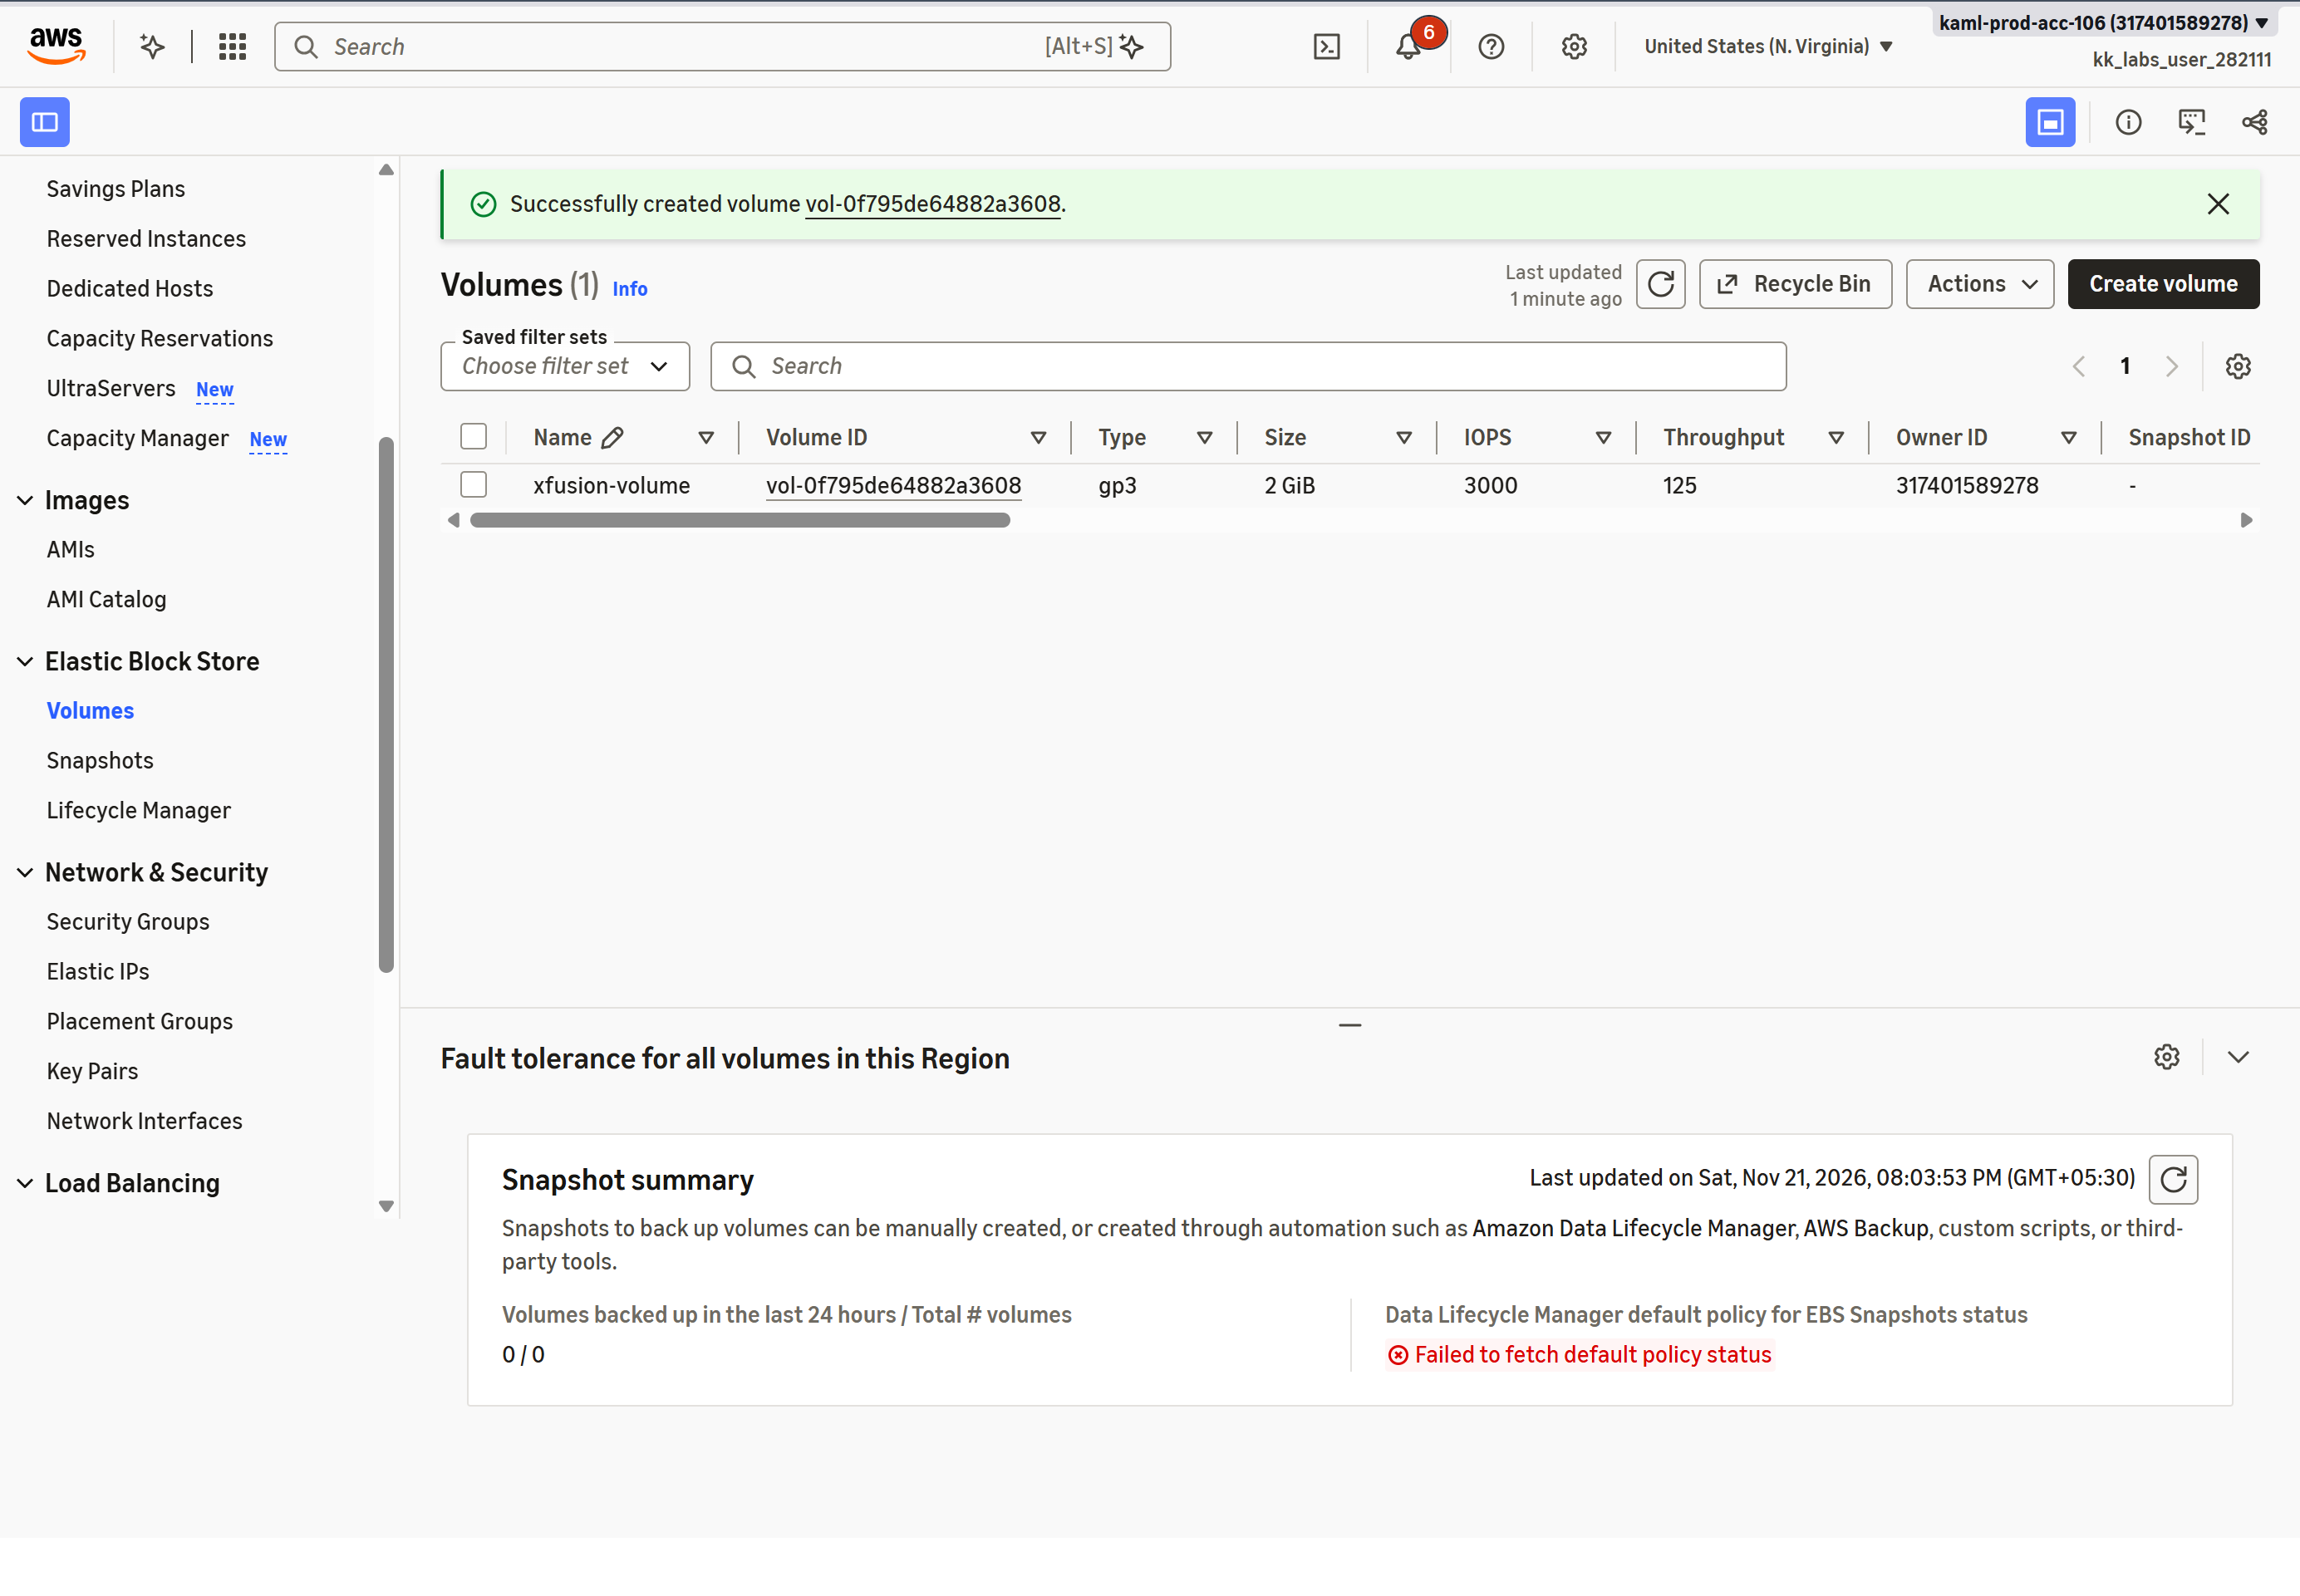 aws
Search [Alt+S]
6
United States (N. Virginia)
kaml-prod-acc-106 (317401589278)
kk_labs_user_282111
Savings Plans
Reserved Instances
Dedicated Hosts
Capacity Reservations
UltraServers New
Capacity Manager New
Images
AMIs
AMI Catalog
Elastic Block Store
Volumes
Snapshots
Lifecycle Manager
Network & Security
Security Groups
Elastic IPs
Placement Groups
Key Pairs
Network Interfaces
Load Balancing
Successfully created volume vol-0f795de64882a3608.
Volumes (1) Info
Last updated
1 minute ago
Recycle Bin
Actions
Create volume
Saved filter sets
Choose filter set
Search
1
Name Volume ID Type Size IOPS Throughput Owner ID Snapshot ID
xfusion-volume vol-0f795de64882a3608 gp3 2 GiB 3000 125 317401589278 -
Fault tolerance for all volumes in this Region
Snapshot summary
Last updated on Sat, Nov 21, 2026, 08:03:53 PM (GMT+05:30)
Snapshots to back up volumes can be manually created, or created through automation such as Amazon Data Lifecycle Manager, AWS Backup, custom scripts, or third-
party tools.
Volumes backed up in the last 24 hours / Total # volumes
0 / 0
Data Lifecycle Manager default policy for EBS Snapshots status
Failed to fetch default policy status